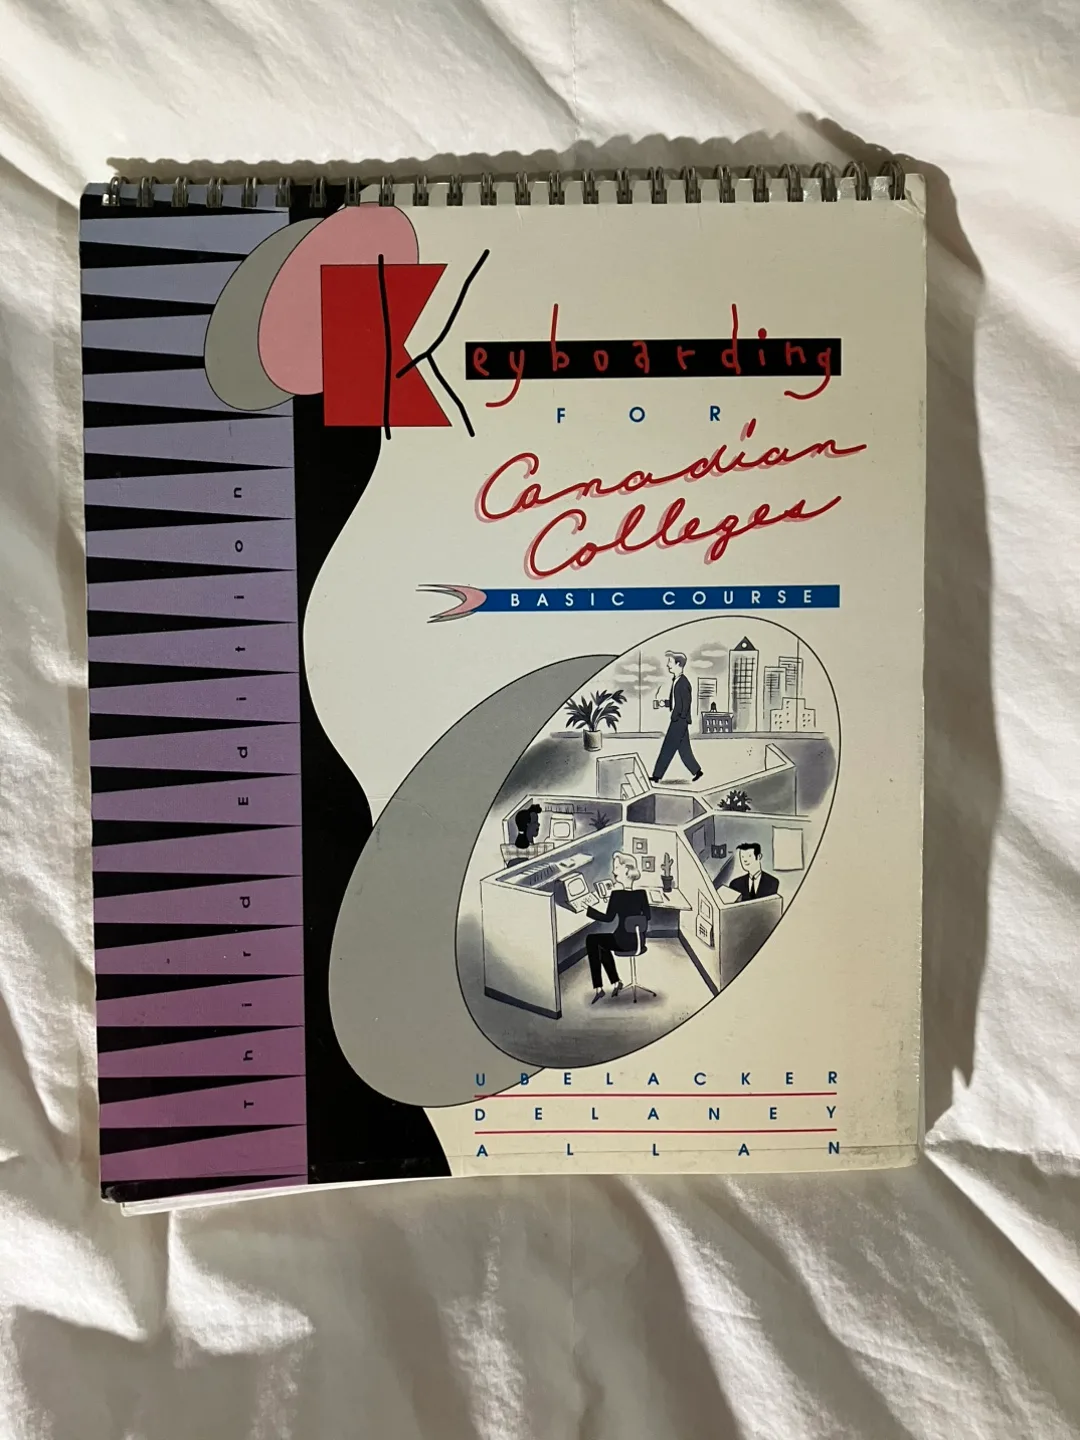 Keyboarding
FOR
Canadian
Colleges
BASIC COURSE
Third Edition
UBELACKER
DELANEY
ALLAN